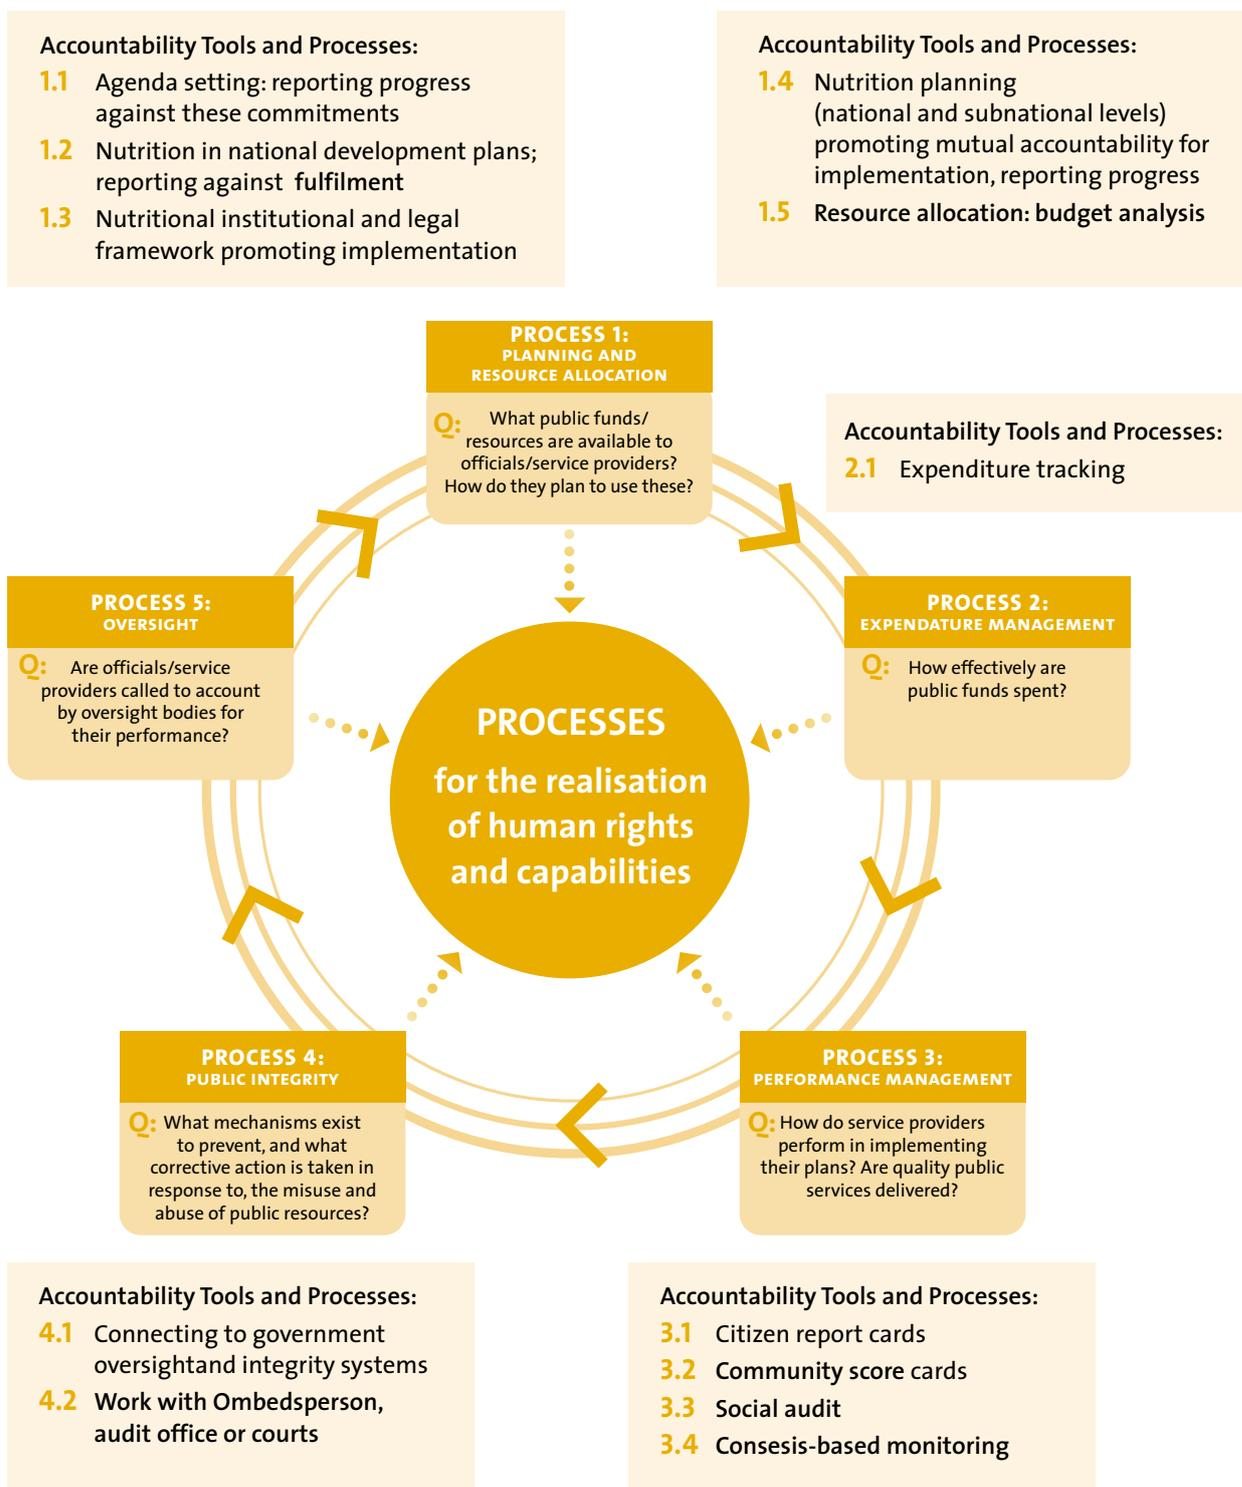 Accountability Tools and Processes:
1.1 Agenda setting: reporting progress
against these commitments
1.2 Nutrition in national development plans;
reporting against fulfilment
1.3 Nutritional institutional and legal
framework promoting implementation
Accountability Tools and Processes:
1.4 Nutrition planning
(national and subnational levels)
promoting mutual accountability for
implementation, reporting progress
1.5 Resource allocation: budget analysis
PROCESS 1:
PLANNING AND
RESOURCE ALLOCATION
Q: What public funds/
resources are available to
officials/service providers?
How do they plan to use these?
Accountability Tools and Processes:
2.1 Expenditure tracking
PROCESS 5:
OVERSIGHT
Q: Are officials/service
providers called to account
by oversight bodies for
their performance?
PROCESS 2:
EXPENDATURE MANAGEMENT
Q: How effectively are
public funds spent?
PROCESSES
for the realisation
of human rights
and capabilities
PROCESS 4:
PUBLIC INTEGRITY
Q: What mechanisms exist
to prevent, and what
corrective action is taken in
response to, the misuse and
abuse of public resources?
PROCESS 3:
PERFORMANCE MANAGEMENT
Q: How do service providers
perform in implementing
their plans? Are quality public
services delivered?
Accountability Tools and Processes:
4.1 Connecting to government
oversightand integrity systems
4.2 Work with Ombedsperson,
audit office or courts
Accountability Tools and Processes:
3.1 Citizen report cards
3.2 Community score cards
3.3 Social audit
3.4 Consesis-based monitoring